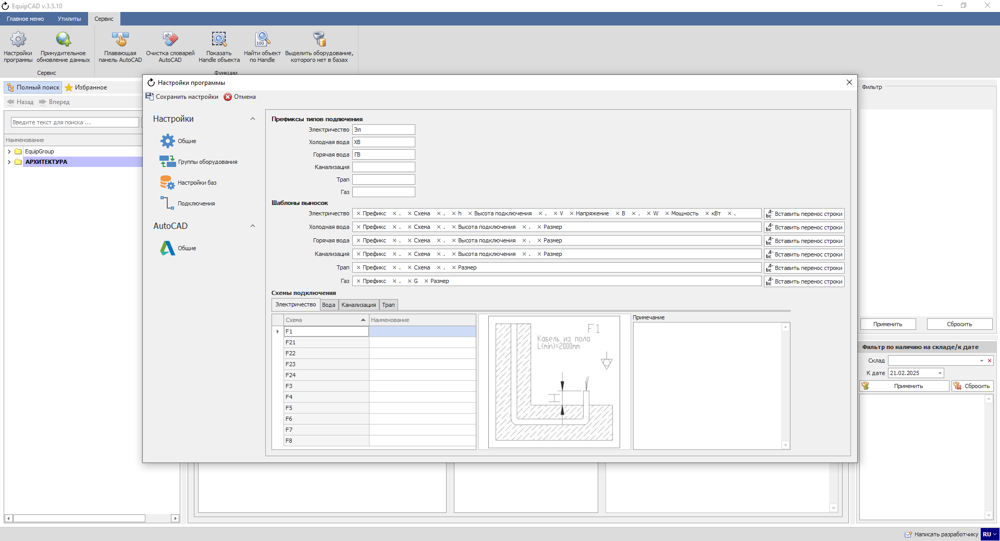 EquipCAD v.3.5.10
Главное меню Утилиты Сервис
Настройки программы
Принудительное обновление данных
Плавающая панель AutoCAD
Очистка словарей AutoCAD
Показать Handle объекта
Найти объект по Handle
Выделить оборудование, которого нет в базах
Сервис
Функции
Полный поиск Избранное
Назад Вперед
Введите текст для поиска ...
Наименование
EquipGroup
АРХИТЕКТУРА
Настройки программы
Сохранить настройки Отмена
Настройки
Общие
Группы оборудования
Настройки баз
Подключения
AutoCAD
Общие
Префиксы типов подлючения
Электричество Эл
Холодная вода ХВ
Горячая вода ГВ
Канализация
Трап
Газ
Шаблоны выносок
Электричество × Префикс × . × Схема × . × h × Высота подключения × . × V × Напряжение × В × . × W × Мощность × кВт × . Вставить перенос строки
Холодная вода × Префикс × . × Схема × . × Высота подключения × . × Размер Вставить перенос строки
Горячая вода × Префикс × . × Схема × . × Высота подключения × . × Размер Вставить перенос строки
Канализация × Префикс × . × Схема × . × Высота подключения × . × Размер Вставить перенос строки
Трап × Префикс × . × Схема × . × Размер Вставить перенос строки
Газ × Префикс × . × G × Размер Вставить перенос строки
Схемы подключения
Электричество Вода Канализация Трап
Схема Наименование
F1
F21
F22
F23
F24
F3
F4
F5
F6
F7
F8
F1
Кабель из пола
L(min)=2000mm
H
Примечание
Фильтр
Применить Сбросить
Фильтр по наличию на складе/к дате
Склад
К дате 21.02.2025
Применить Сбросить
Написать разработчику RU